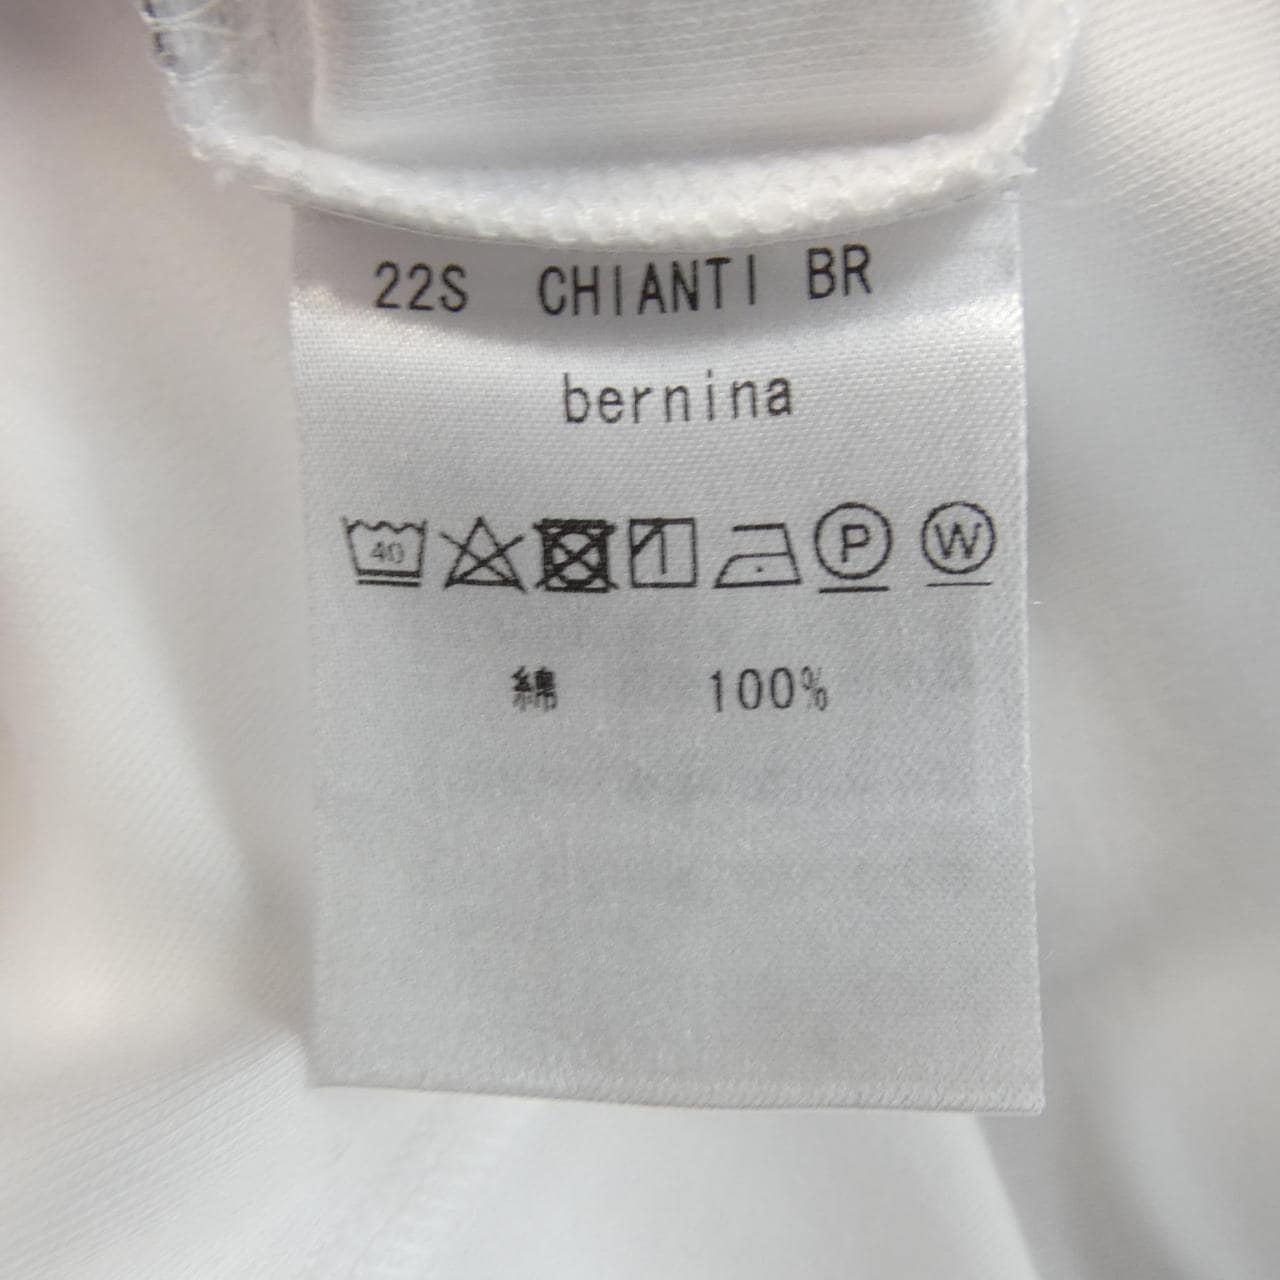 22S CHIANTI BR
bernina
40 P W
綿 100%